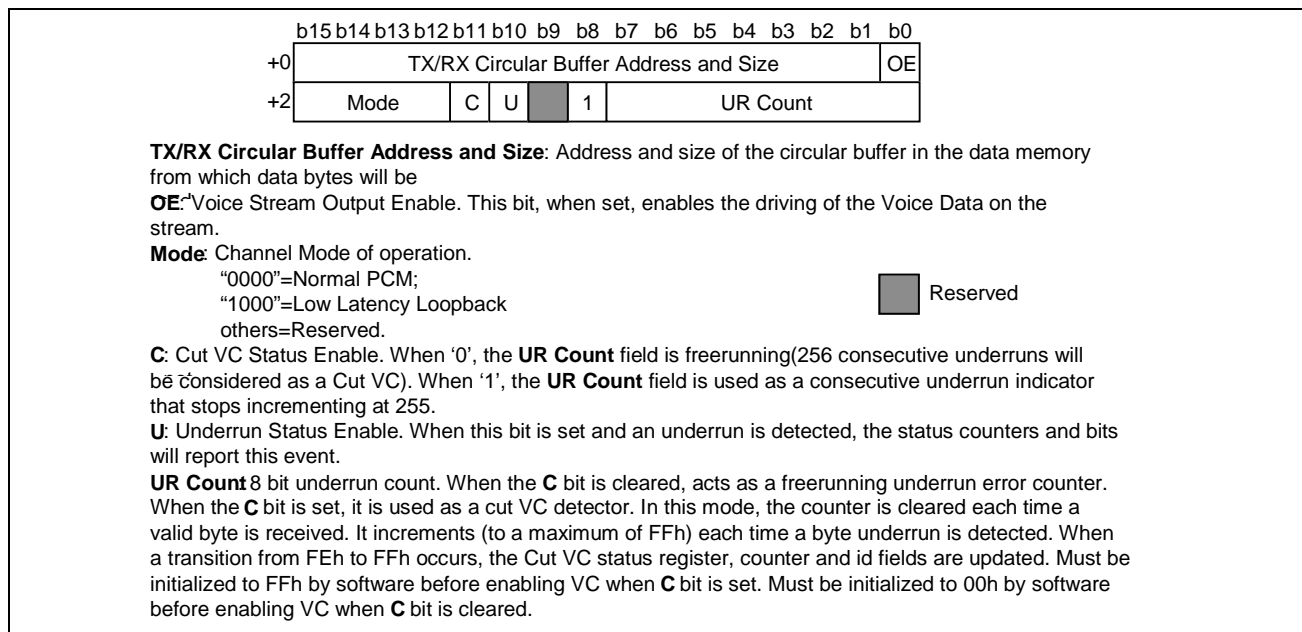 b15 b14 b13 b12 b11 b10 b9 b8 b7 b6 b5 b4 b3 b2 b1 b0
+0 TX/RX Circular Buffer Address and Size OE
+2 Mode C U 1 UR Count
TX/RX Circular Buffer Address and Size: Address and size of the circular buffer in the data memory
from which data bytes will be
OE: Voice Stream Output Enable. This bit, when set, enables the driving of the Voice Data on the
stream.
Mode: Channel Mode of operation.
“0000”=Normal PCM;
“1000”=Low Latency Loopback
Reserved
others=Reserved.
C: Cut VC Status Enable. When ‘0’, the UR Count field is freerunning(256 consecutive underruns will
be considered as a Cut VC). When ‘1’, the UR Count field is used as a consecutive underrun indicator
that stops incrementing at 255.
U: Underrun Status Enable. When this bit is set and an underrun is detected, the status counters and bits
will report this event.
UR Count: 8 bit underrun count. When the C bit is cleared, acts as a freerunning underrun error counter.
When the C bit is set, it is used as a cut VC detector. In this mode, the counter is cleared each time a
valid byte is received. It increments (to a maximum of FFh) each time a byte underrun is detected. When
a transition from FEh to FFh occurs, the Cut VC status register, counter and id fields are updated. Must be
initialized to FFh by software before enabling VC when C bit is set. Must be initialized to 00h by software
before enabling VC when C bit is cleared.